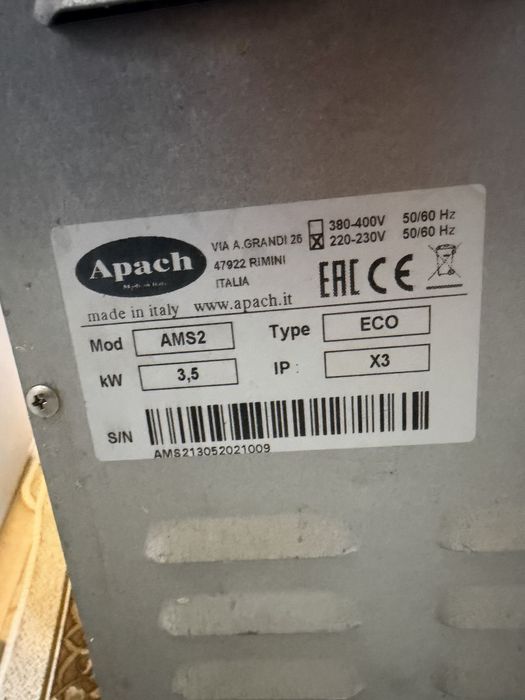 Apach
VIA A.GRANDI 26
47922 RIMINI
ITALIA
380-400V 50/60 Hz
220-230V 50/60 Hz
EAC CE
made in italy www.apach.it
Mod AMS2 Type ECO
kW 3,5 IP : X3
S/N
AMS213052021009